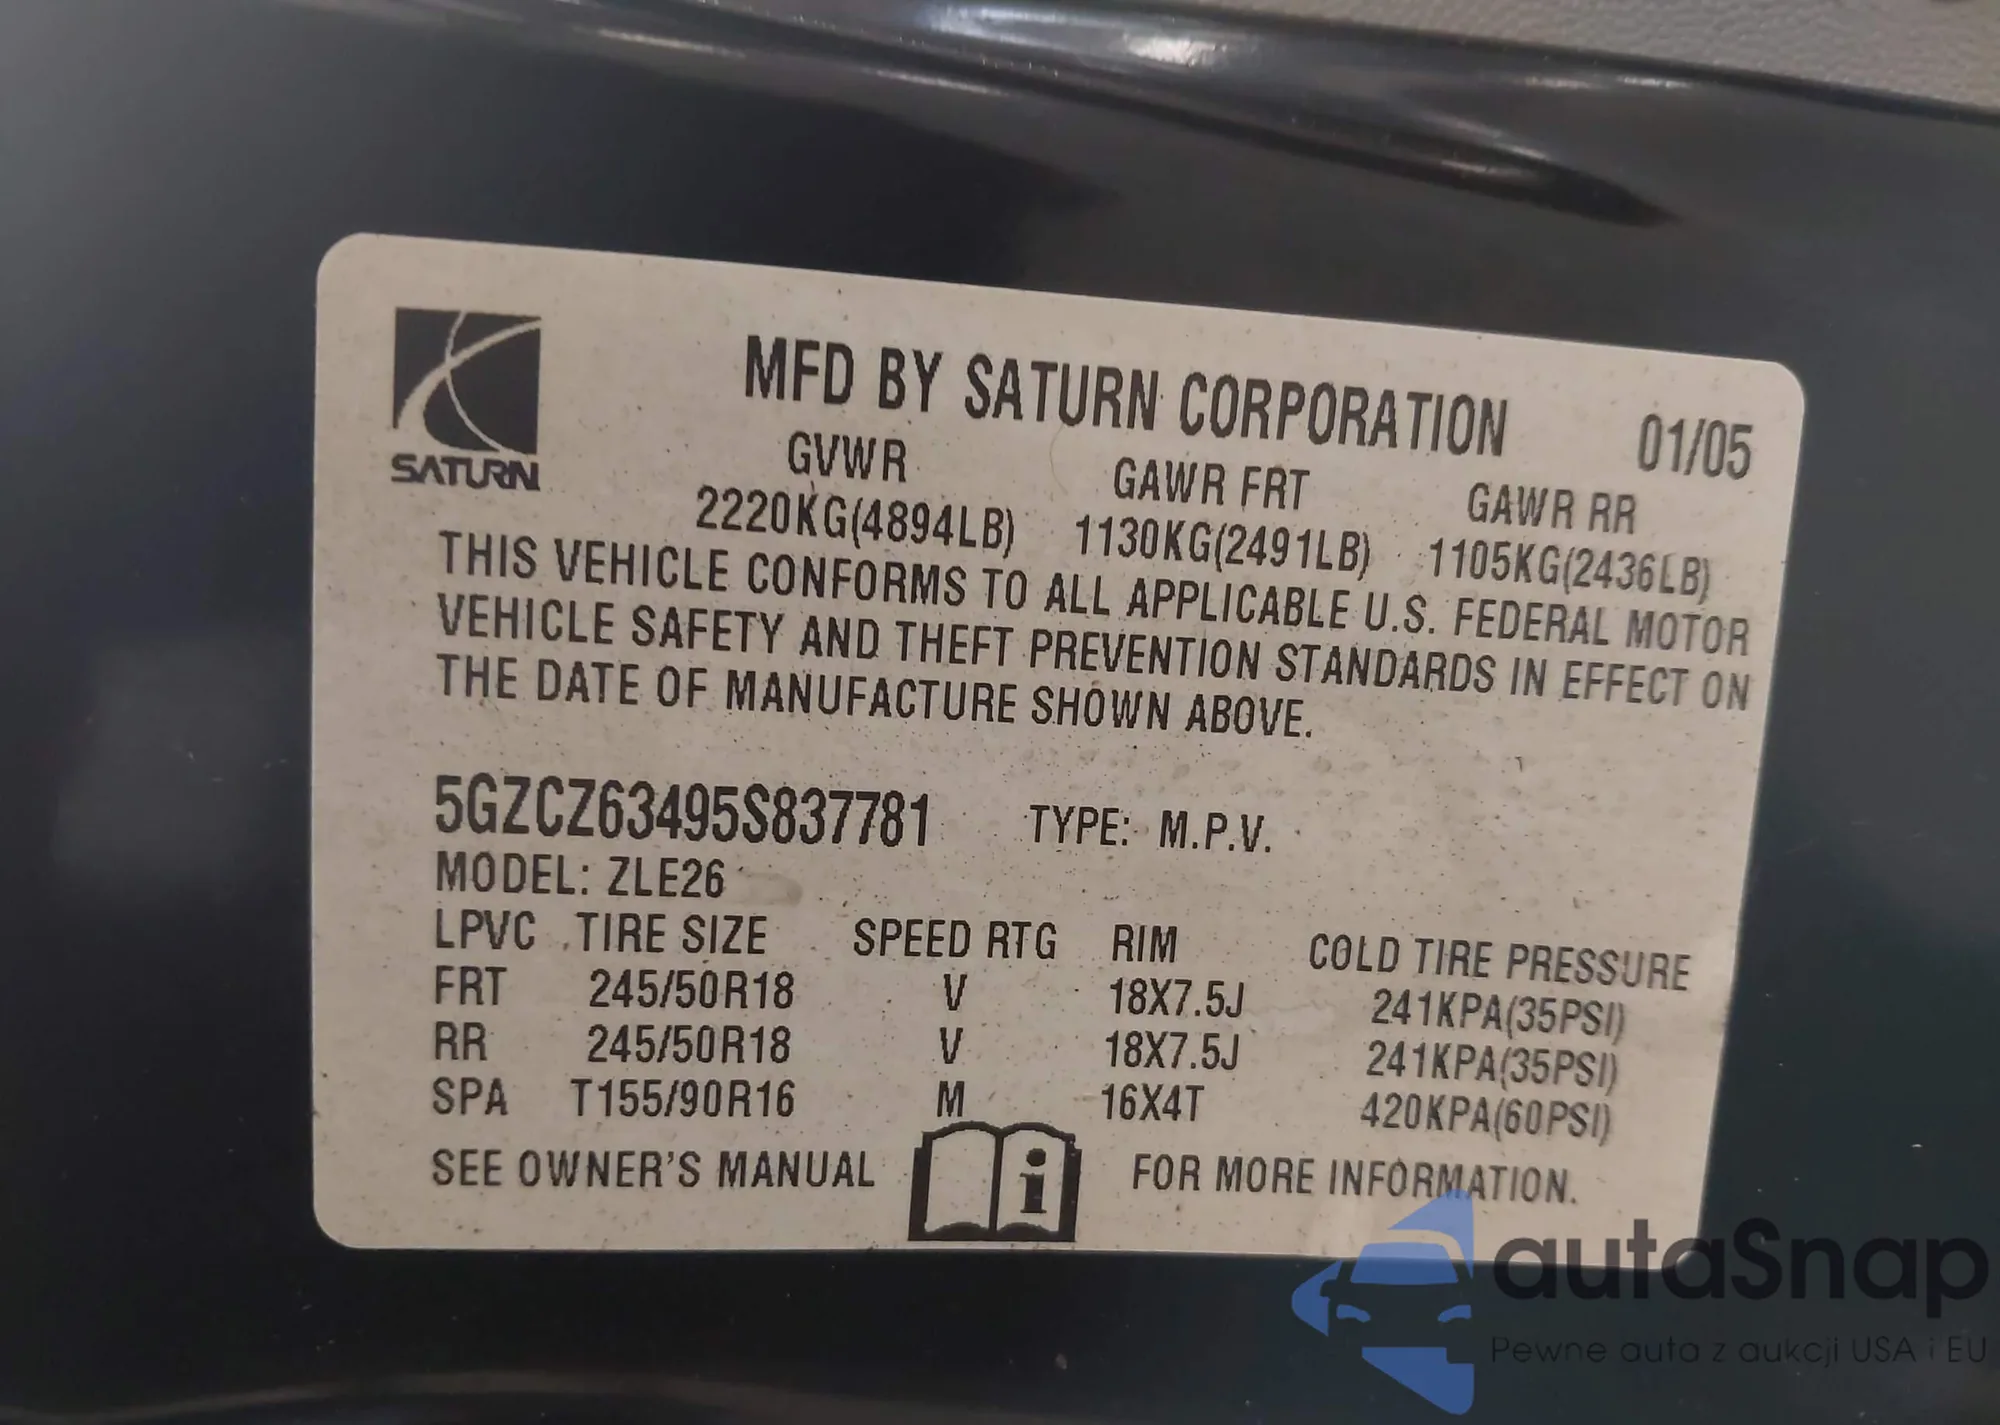 MFD BY SATURN CORPORATION 01/05
SATURN
GVWR GAWR FRT GAWR RR
2220KG(4894LB) 1130KG(2491LB) 1105KG(2436LB)
THIS VEHICLE CONFORMS TO ALL APPLICABLE U.S. FEDERAL MOTOR
VEHICLE SAFETY AND THEFT PREVENTION STANDARDS IN EFFECT ON
THE DATE OF MANUFACTURE SHOWN ABOVE.
5GZCZ63495S837781 TYPE: M.P.V.
MODEL: ZLE26
LPVC TIRE SIZE SPEED RTG RIM COLD TIRE PRESSURE
FRT 245/50R18 V 18X7.5J 241KPA(35PSI)
RR 245/50R18 V 18X7.5J 241KPA(35PSI)
SPA T155/90R16 M 16X4T 420KPA(60PSI)
SEE OWNER'S MANUAL i FOR MORE INFORMATION.
autaSnap
Pewne auta z aukcji USA i EU